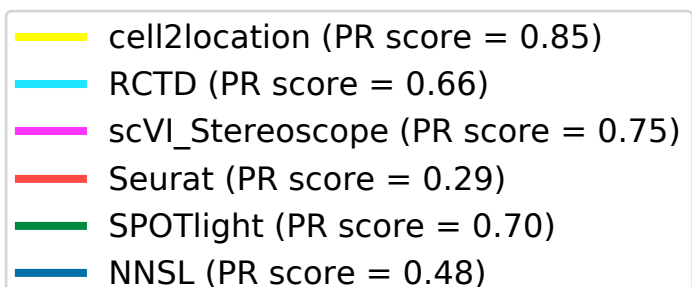 cell2location (PR score = 0.85)
RCTD (PR score = 0.66)
scVI_Stereoscope (PR score = 0.75)
Seurat (PR score = 0.29)
SPOTlight (PR score = 0.70)
NNSL (PR score = 0.48)